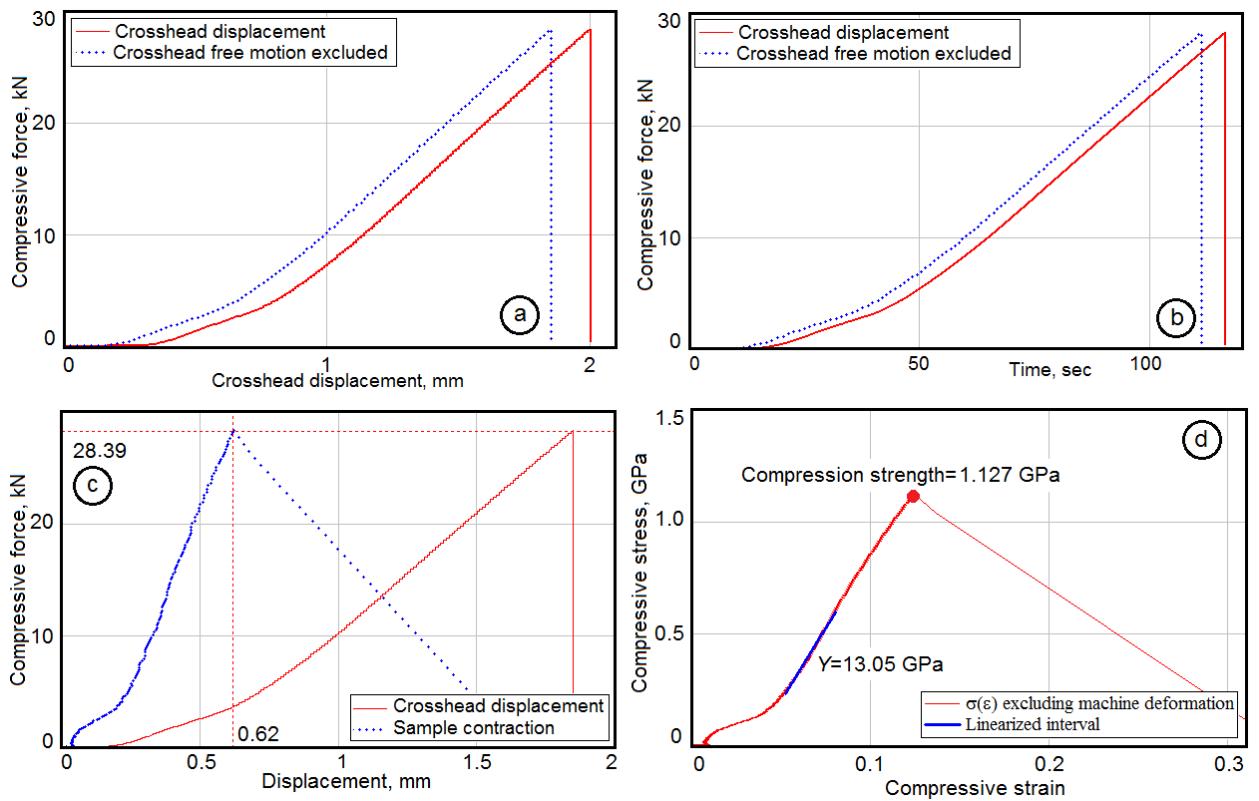 30
Crosshead displacement
Crosshead free motion excluded
Compressive force, kN
20
10
0
a
0
1
2
Crosshead displacement, mm
30
Crosshead displacement
Crosshead free motion excluded
Compressive force, kN
20
10
0
b
0
50
100
Time, sec
28.39
c
Compressive force, kN
20
10
0
Crosshead displacement
Sample contraction
0.62
0
0.5
1
1.5
2
Displacement, mm
1.5
d
Compression strength= 1.127 GPa
Compressive stress, GPa
1.0
0.5
0
Y=13.05 GPa
σ(ε) excluding machine deformation
Linearized interval
0
0.1
0.2
0.3
Compressive strain